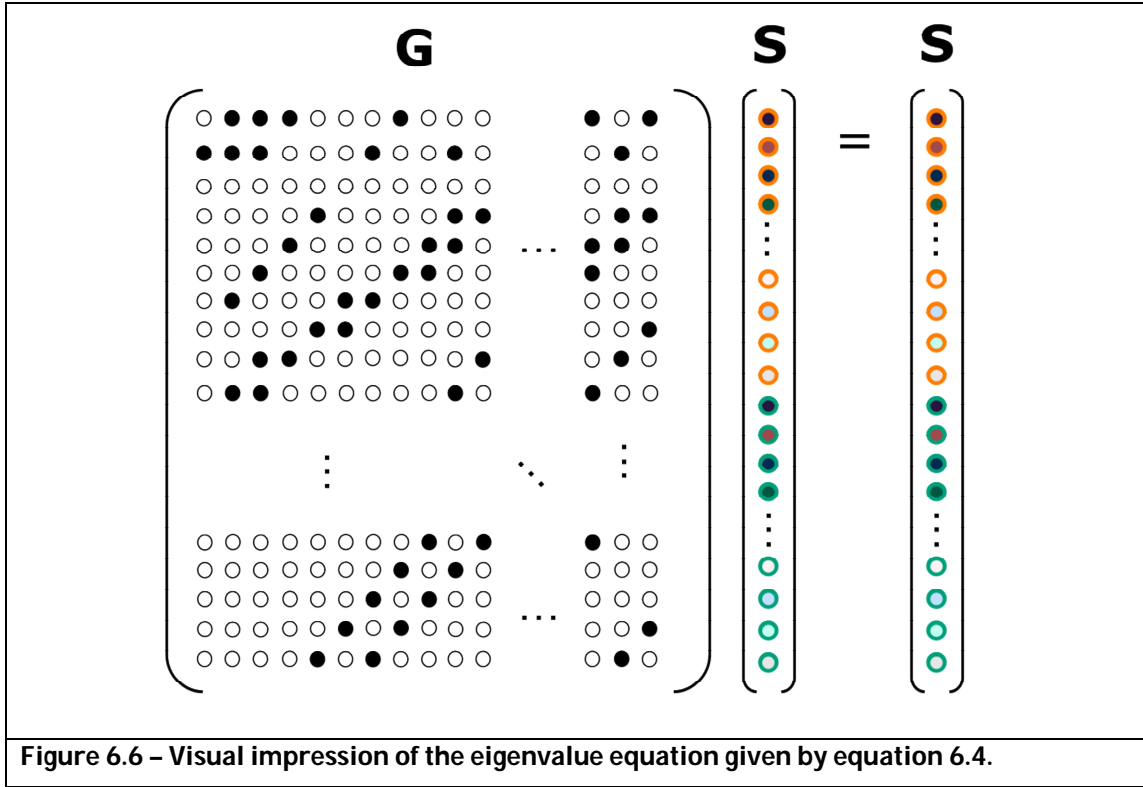 G S S
=
Figure 6.6 – Visual impression of the eigenvalue equation given by equation 6.4.